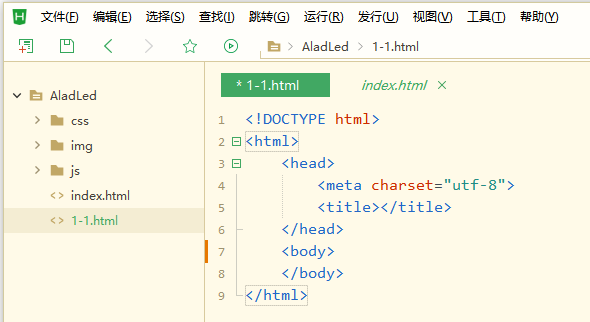 H 文件(F) 编辑(E) 选择(S) 查找(I) 跳转(G) 运行(R) 发行(U) 视图(V) 工具(T) 帮助(Y)
AladLed 1-1.html
AladLed
css
img
js
index.html
1-1.html
* 1-1.html index.html
1 <!DOCTYPE html>
2 <html>
3 <head>
4 <meta charset="utf-8">
5 <title></title>
6 </head>
7 <body>
8 </body>
9 </html>